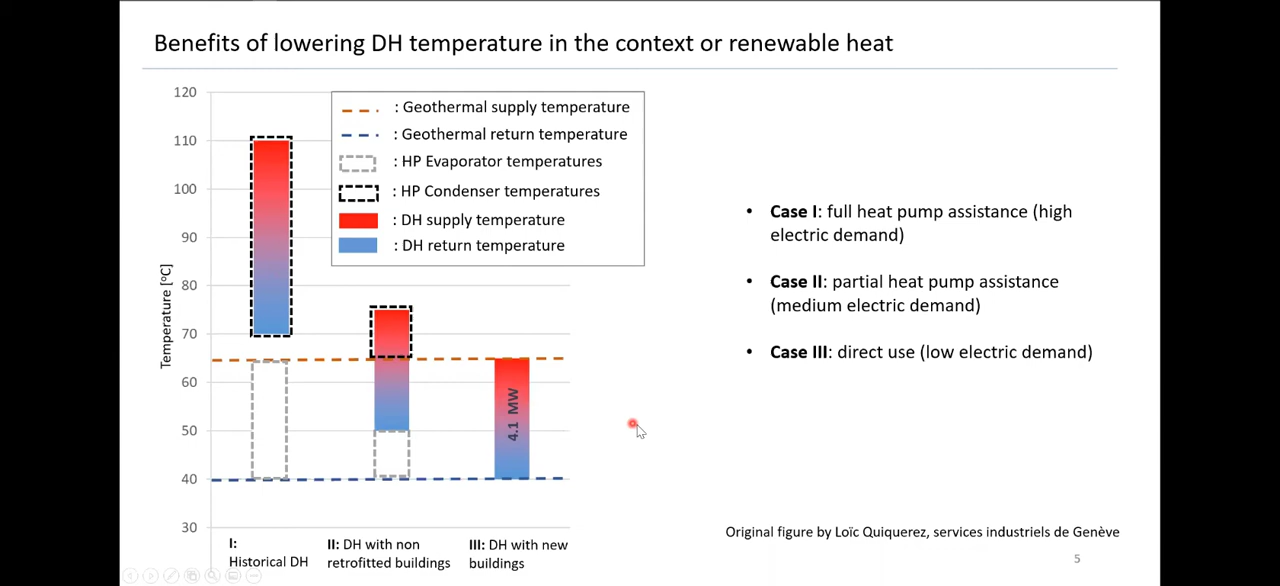 Benefits of lowering DH temperature in the context or renewable heat
120
110
100
90
80
70
60
50
40
30
Temperature [ºC]
: Geothermal supply temperature
: Geothermal return temperature
: HP Evaporator temperatures
: HP Condenser temperatures
: DH supply temperature
: DH return temperature
4.1 MW
I:
Historical DH
II: DH with non
retrofitted buildings
III: DH with new
buildings
• Case I: full heat pump assistance (high
electric demand)
• Case II: partial heat pump assistance
(medium electric demand)
• Case III: direct use (low electric demand)
Original figure by Loïc Quiquerez, services industriels de Genève
5